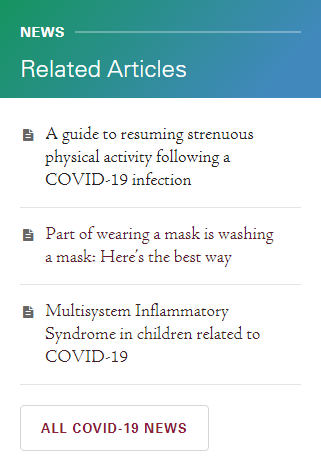 NEWS
Related Articles
A guide to resuming strenuous
physical activity following a
COVID-19 infection
Part of wearing a mask is washing
a mask: Here's the best way
Multisystem Inflammatory
Syndrome in children related to
COVID-19
ALL COVID-19 NEWS